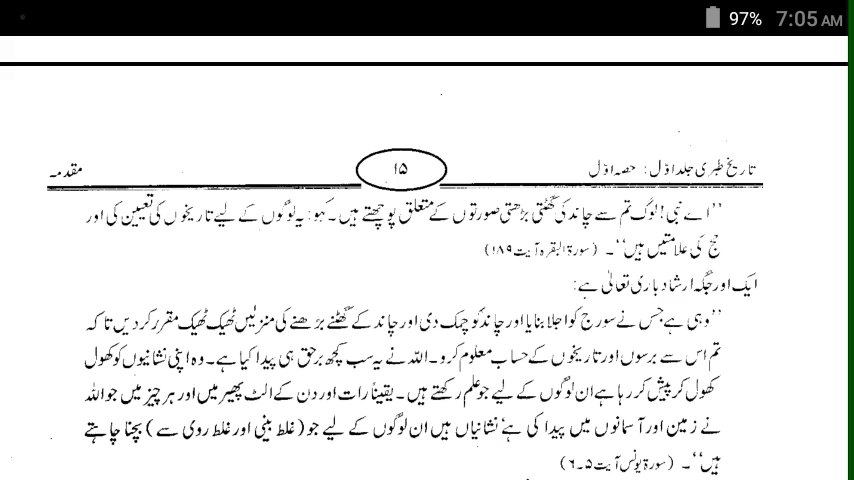 97% 7:05 AM
تاریخ طبری جلد اوّل: حصہ اوّل ۱۵ مقدمہ
''اے نبی! لوگ تم سے چاند کی گھٹتی بڑھتی صورتوں کے متعلق پوچھتے ہیں۔ کہو: یہ لوگوں کے لیے تاریخوں کی تعیین کی اور
حج کی علامتیں ہیں''۔ (سورۃ البقرہ آیت ۱۸۹)
ایک اور جگہ ارشاد باری تعالیٰ ہے:
''وہی ہے جس نے سورج کو اجلا بنایا اور چاند کو چمک دی اور چاند کے گھٹنے بڑھنے کی منزلیں ٹھیک ٹھیک مقرر کر دیں تا کہ
تم اس سے برسوں اور تاریخوں کے حساب معلوم کرو۔ اللہ نے یہ سب کچھ برحق ہی پیدا کیا ہے۔ وہ اپنی نشانیوں کو کھول
کھول کر پیش کر رہا ہے ان لوگوں کے لیے جو علم رکھتے ہیں۔ یقیناً رات اور دن کے الٹ پھیر میں اور ہر چیز میں جو اللہ
نے زمین اور آسمانوں میں پیدا کی ہے' نشانیاں ہیں ان لوگوں کے لیے جو (غلط بینی اور غلط روی سے) بچنا چاہتے
ہیں''۔ (سورۃ یونس آیت ۵۔۶)